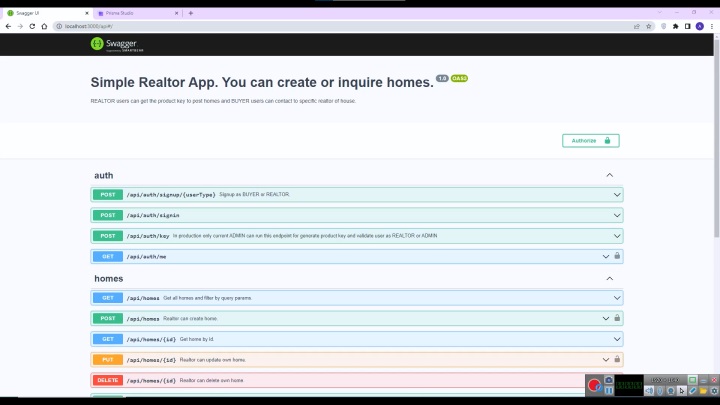 Swagger UI
Prisma Studio
localhost:3000/api#/
Swagger
Simple Realtor App. You can create or inquire homes. 1.0 OAS3
REALTOR users can get the product key to post homes and BUYER users can contact to specific realtor of house.
Authorize
auth
POST /api/auth/signup/{userType} Signup as BUYER or REALTOR.
POST /api/auth/signin
POST /api/auth/key In production only current ADMIN can run this endpoint for generate product key and validate user as REALTOR or ADMIN
GET /api/auth/me
homes
GET /api/homes Get all homes and filter by query params.
POST /api/homes Realtor can create home.
GET /api/homes/{id} Get home by id.
PUT /api/homes/{id} Realtor can update own home.
DELETE /api/homes/{id} Realtor can delete own home